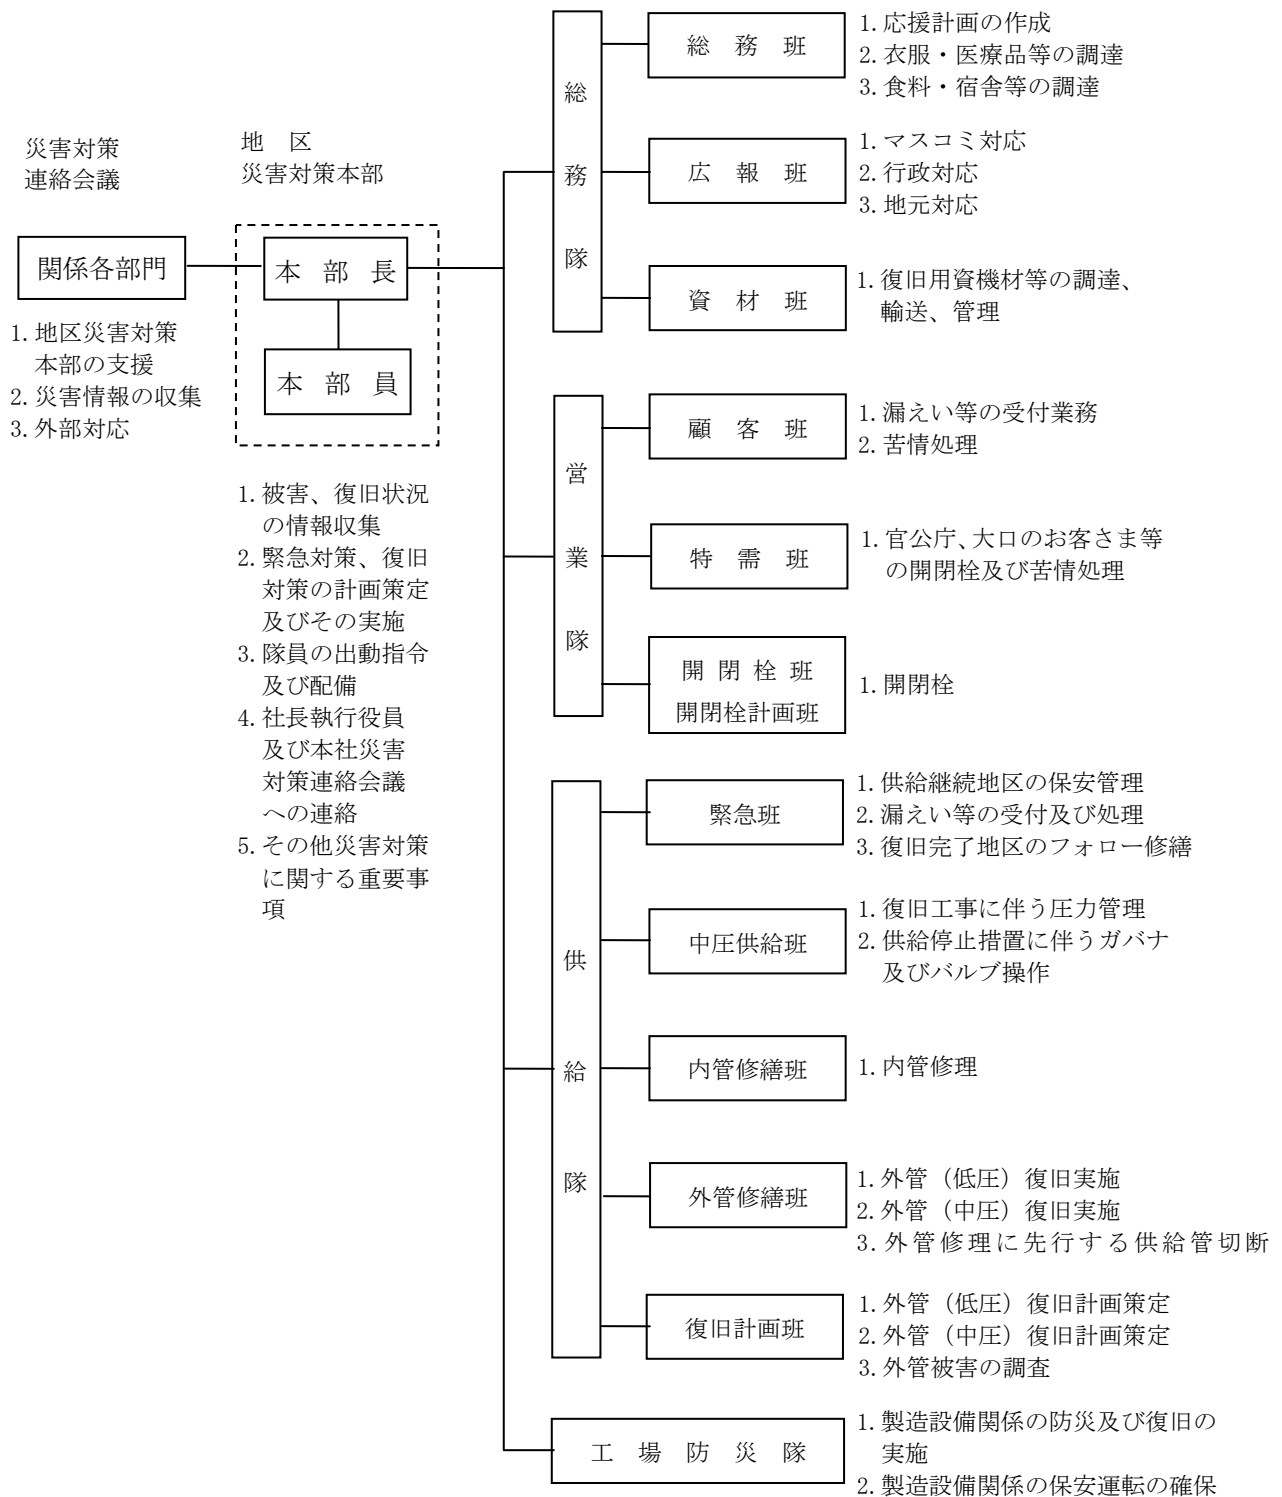 災害対策
連絡会議
関係各部門
1. 地区災害対策
本部の支援
2. 災害情報の収集
3. 外部対応
地　区
災害対策本部
本　部　長
本　部　員
1. 被害、復旧状況
の情報収集
2. 緊急対策、復旧
対策の計画策定
及びその実施
3. 隊員の出動指令
及び配備
4. 社長執行役員
及び本社災害
対策連絡会議
への連絡
5. その他災害対策
に関する重要事
項
総務隊
総　務　班
1. 応援計画の作成
2. 衣服・医療品等の調達
3. 食料・宿舎等の調達
広　報　班
1. マスコミ対応
2. 行政対応
3. 地元対応
資　材　班
1. 復旧用資機材等の調達、
輸送、管理
営業隊
顧　客　班
1. 漏えい等の受付業務
2. 苦情処理
特　需　班
1. 官公庁、大口のお客さま等
の開閉栓及び苦情処理
開 閉 栓 班
開閉栓計画班
1. 開閉栓
供給隊
緊急班
1. 供給継続地区の保安管理
2. 漏えい等の受付及び処理
3. 復旧完了地区のフォロー修繕
中圧供給班
1. 復旧工事に伴う圧力管理
2. 供給停止措置に伴うガバナ
及びバルブ操作
内管修繕班
1. 内管修理
外管修繕班
1. 外管（低圧）復旧実施
2. 外管（中圧）復旧実施
3. 外管修理に先行する供給管切断
復旧計画班
1. 外管（低圧）復旧計画策定
2. 外管（中圧）復旧計画策定
3. 外管被害の調査
工　場　防　災　隊
1. 製造設備関係の防災及び復旧の
実施
2. 製造設備関係の保安運転の確保